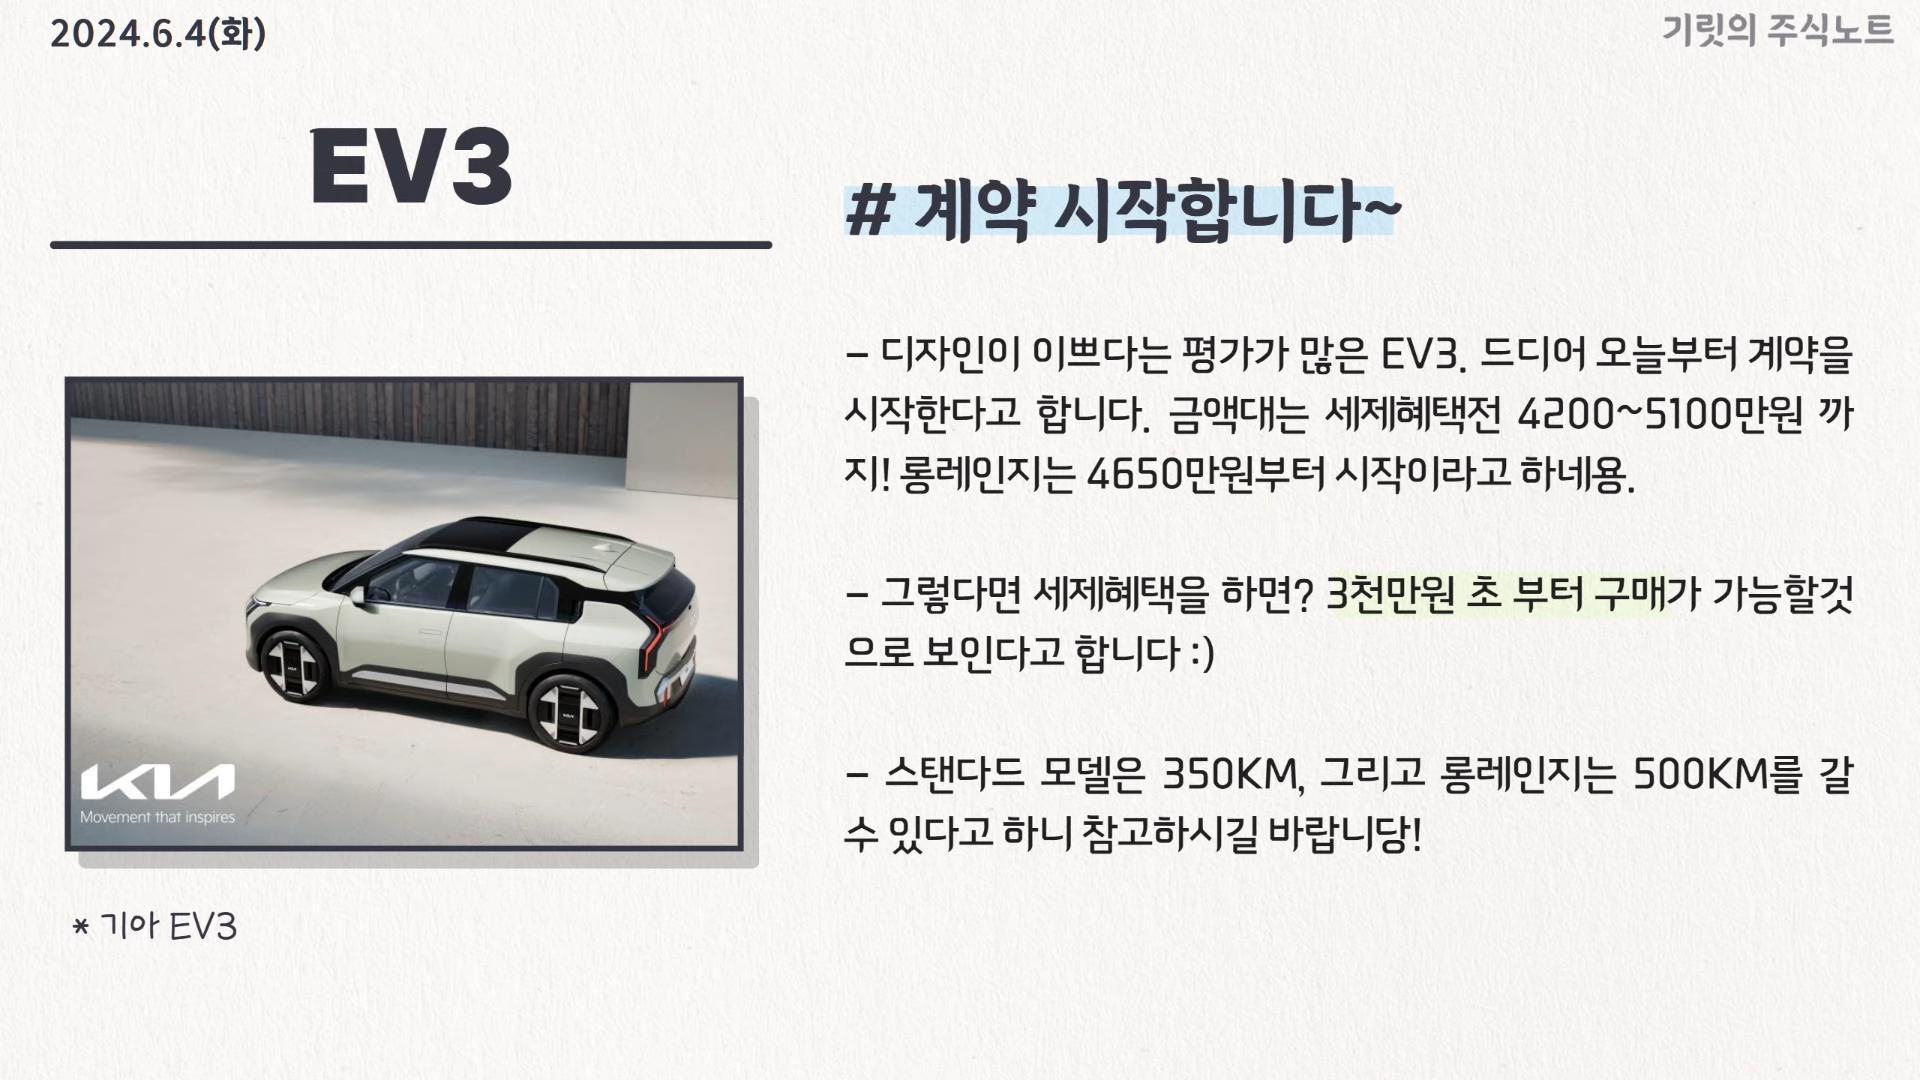 2024.6.4(화)
기릿의 주식노트
EV3
# 계약 시작합니다~
- 디자인이 이쁘다는 평가가 많은 EV3. 드디어 오늘부터 계약을
시작한다고 합니다. 금액대는 세제혜택전 4200~5100만원 까
지! 롱레인지는 4650만원부터 시작이라고 하네용.
- 그렇다면 세제혜택을 하면? 3천만원 초 부터 구매가 가능할것
으로 보인다고 합니다 :)
- 스탠다드 모델은 350KM, 그리고 롱레인지는 500KM를 갈
수 있다고 하니 참고하시길 바랍니당!
KIA
Movement that inspires
* 기아 EV3